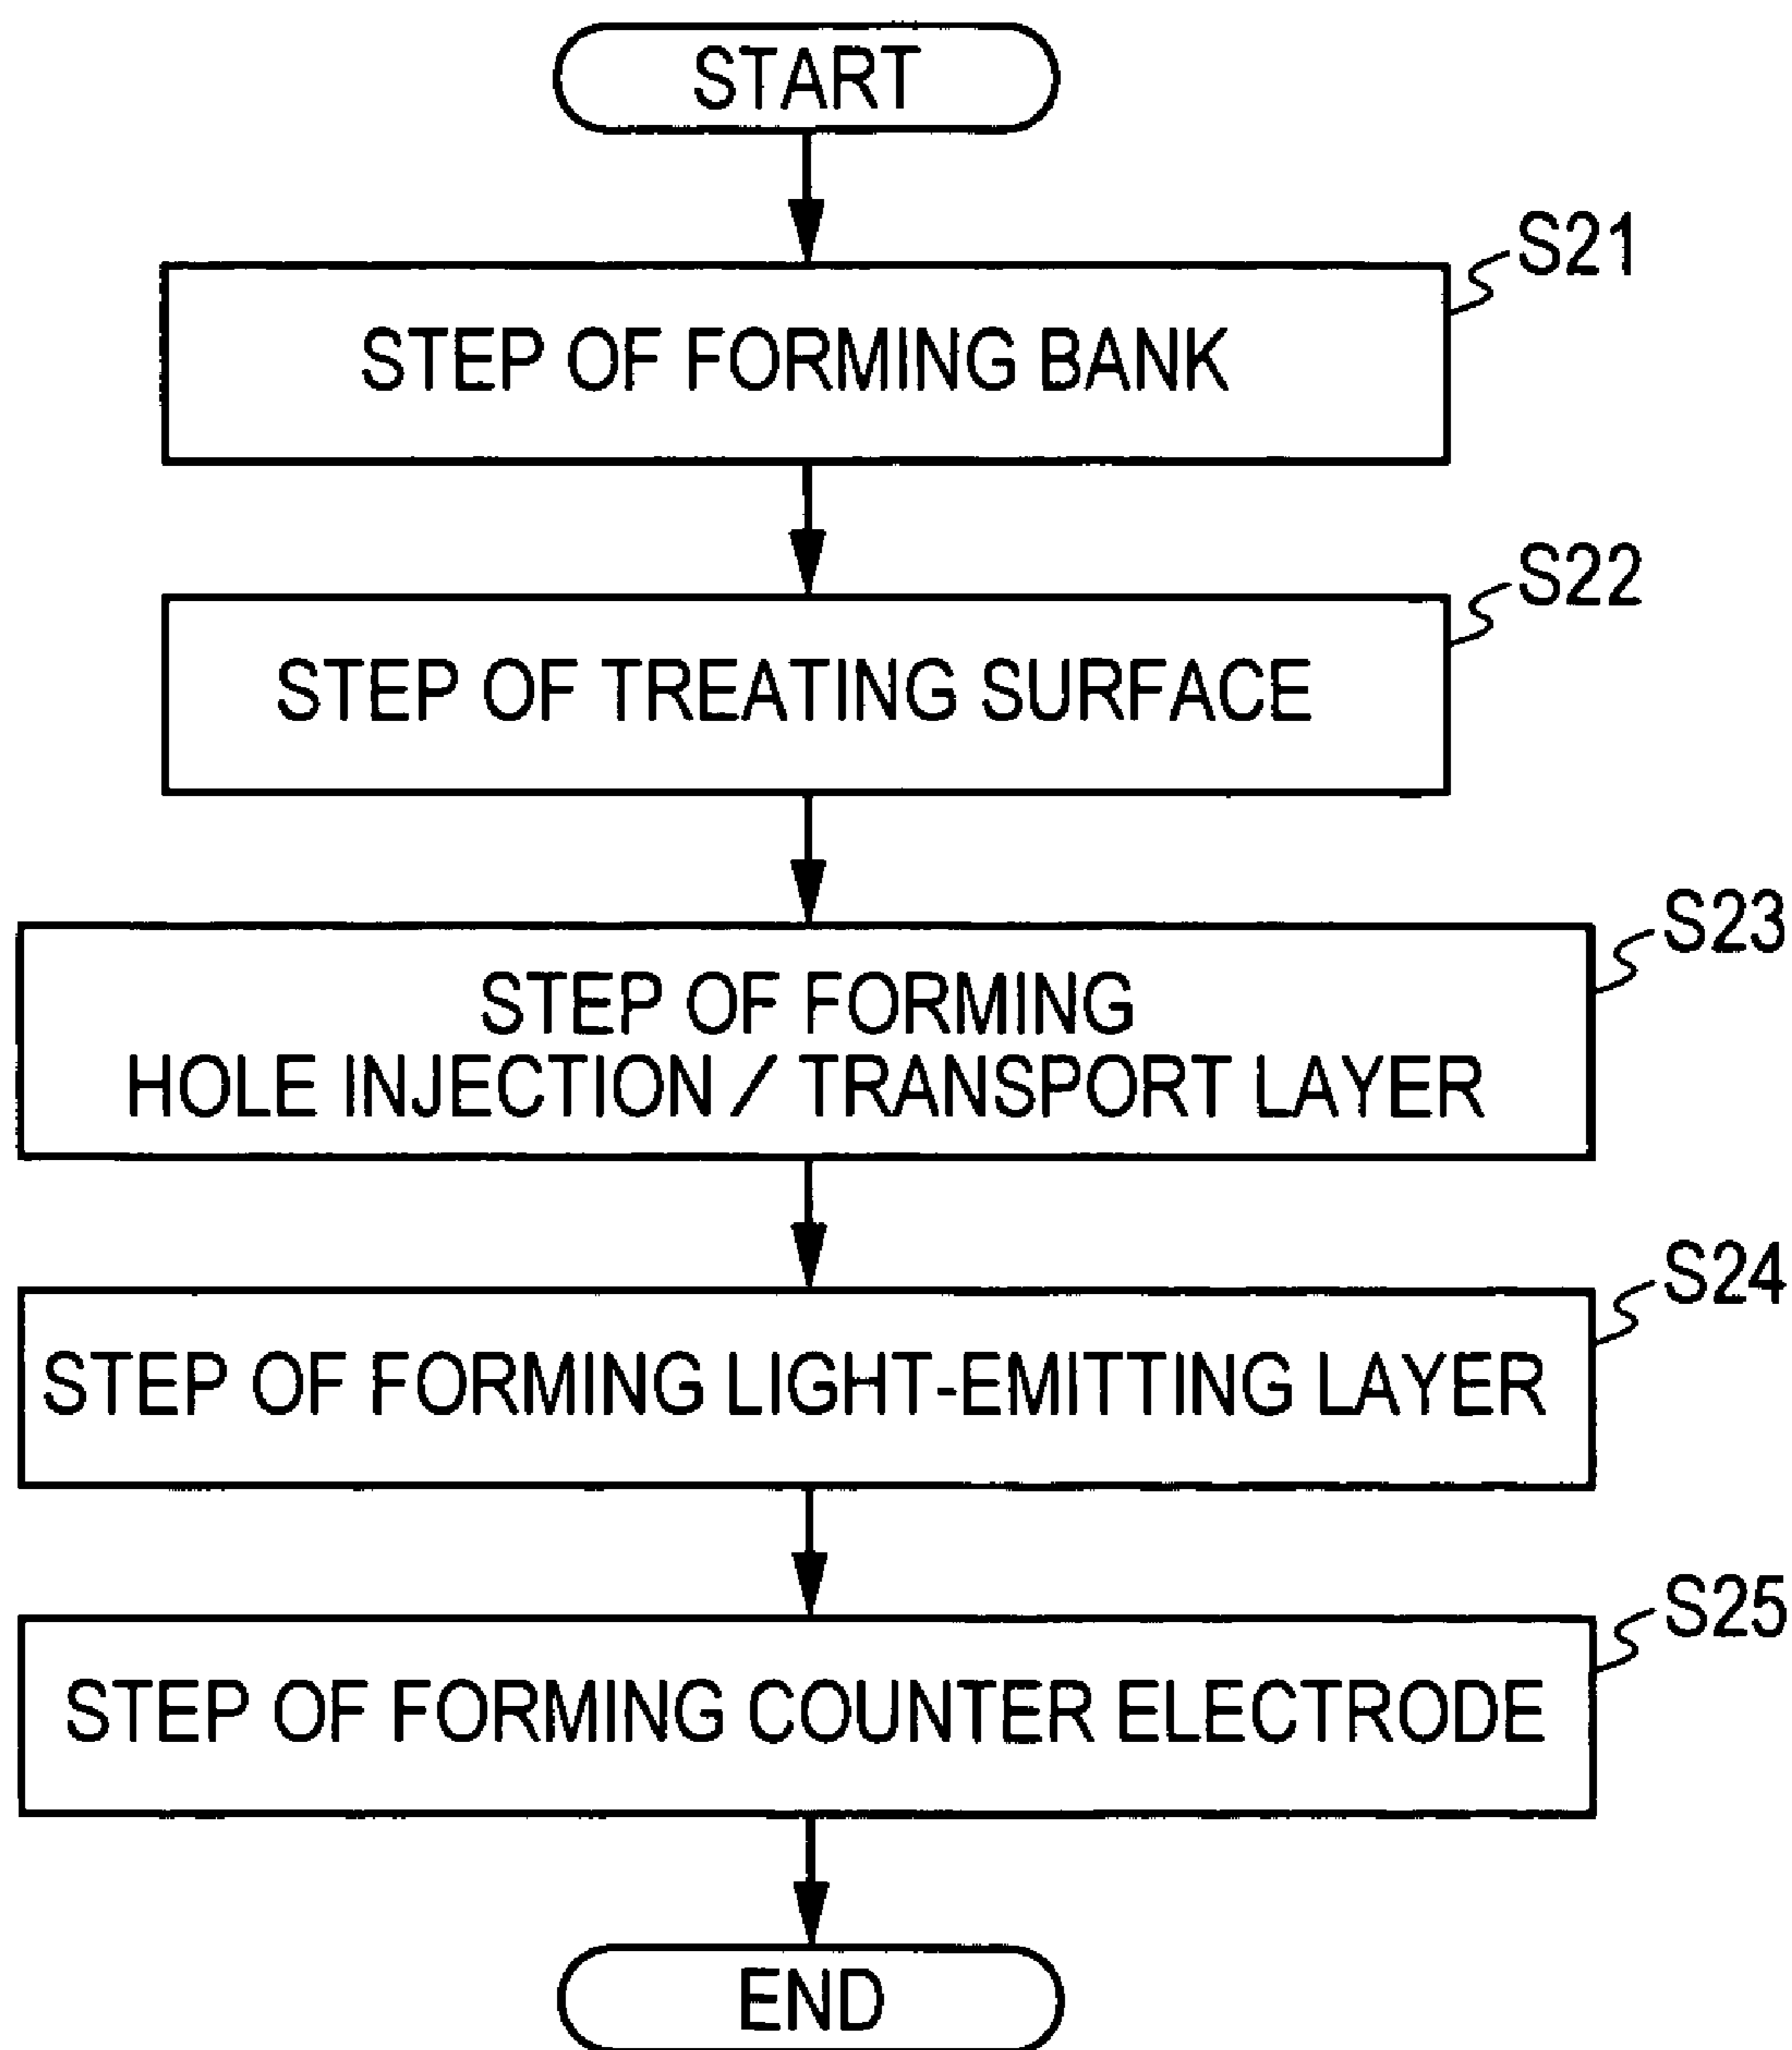 START
S21
STEP OF FORMING BANK
S22
STEP OF TREATING SURFACE
S23
STEP OF FORMING
HOLE INJECTION / TRANSPORT LAYER
S24
STEP OF FORMING LIGHT-EMITTING LAYER
S25
STEP OF FORMING COUNTER ELECTRODE
END